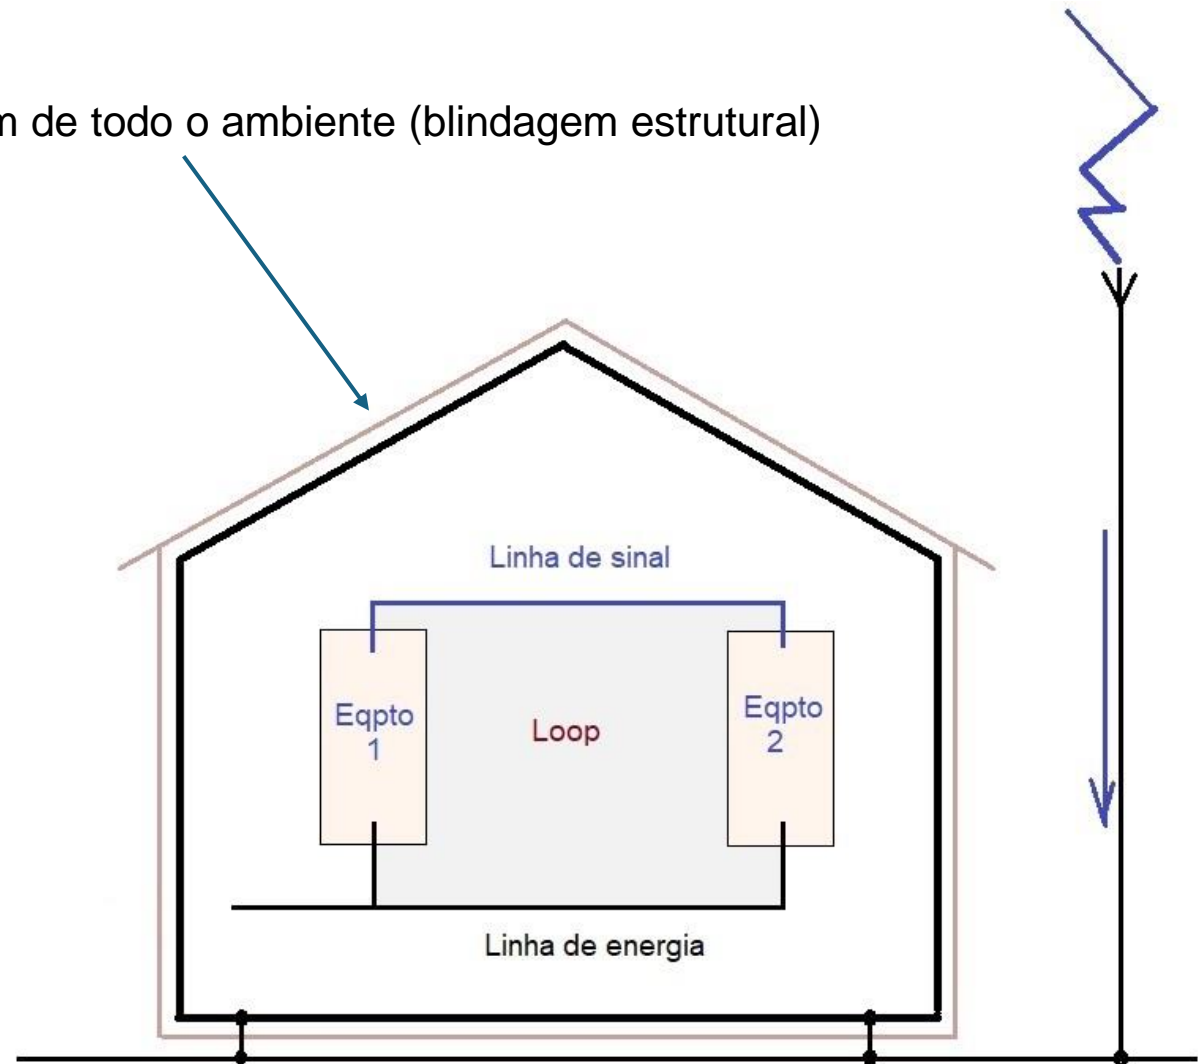 de todo o ambiente (blindagem estrutural)
Linha de sinal
Eqpto
1
Loop
Eqpto
2
Linha de energia